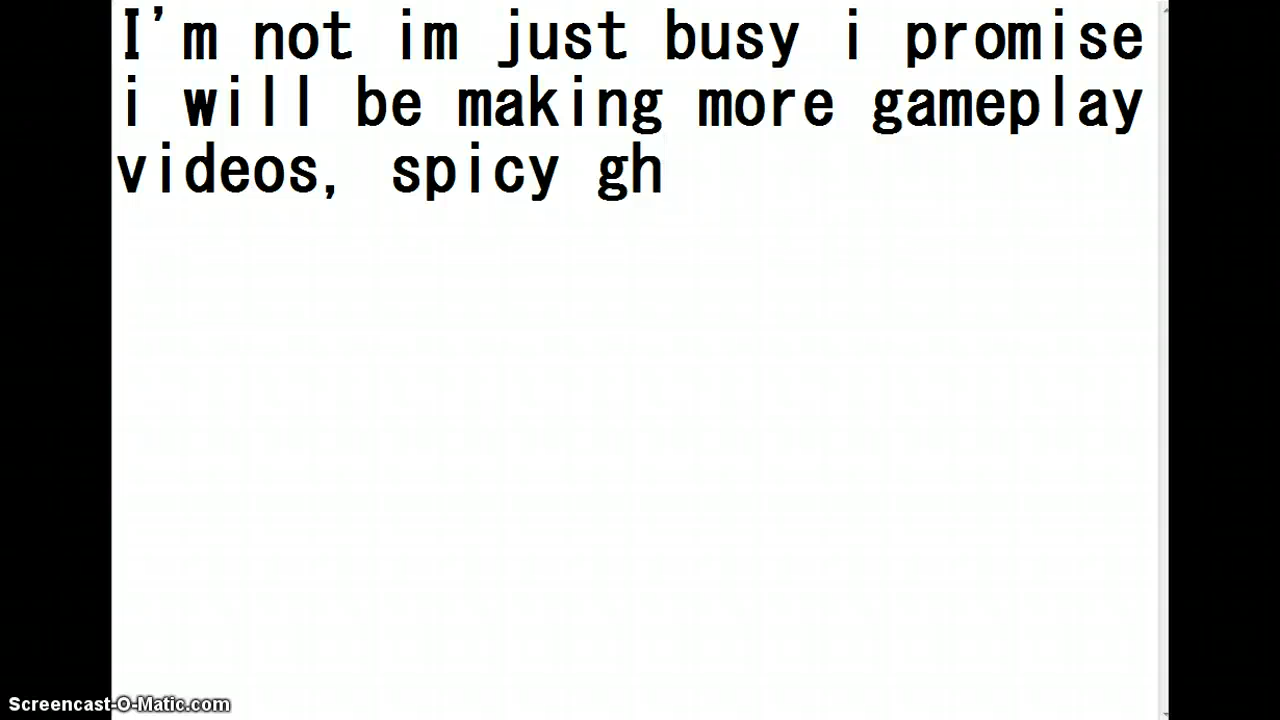 I'm not im just busy i promise
i will be making more gameplay
videos, spicy gh
Screencast-O-Matic.com